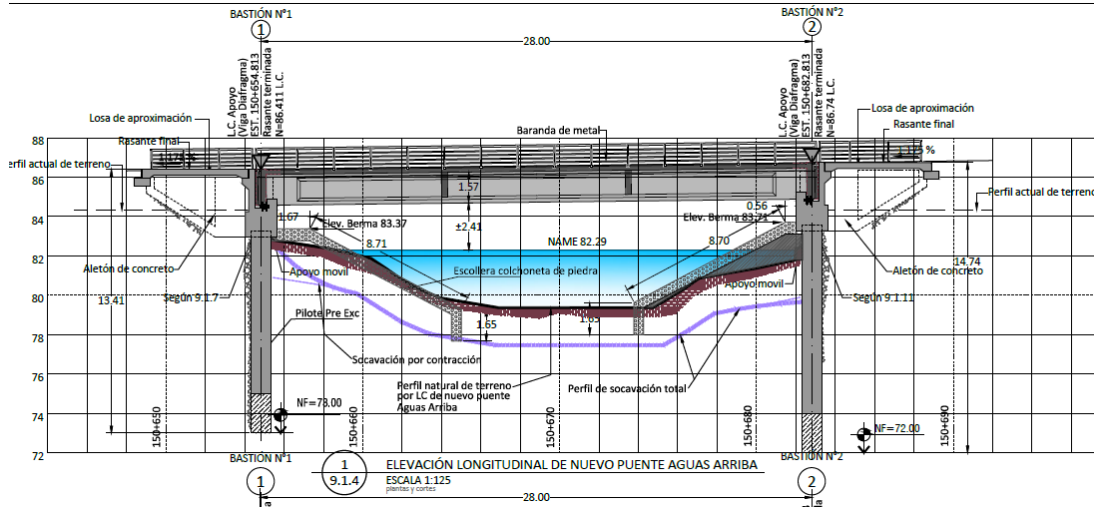 BASTIÓN N°1
1
BASTIÓN N°2
2
28.00
L.C. Apoyo
(Viga Diafragma)
EST. 150+654.813
Rasante terminada
N=86.411 L.C.
L.C. Apoyo
(Viga Diafragma)
EST. 150+682.813
Rasante terminada
N=86.74 L.C.
Losa de aproximación
Rasante final
Baranda de metal
Losa de aproximación
Rasante final
1.175 %
1.175 %
erfil actual de terreno
Perfil actual de terreno
88
86
84
82
80
78
76
74
72
1.57
±2.41
1.67
Elev. Berma 83.37
8.71
0.56
Elev. Berma 83.71
8.70
NAME 82.29
Escollera colchoneta de piedra
Aletón de concreto
Apoyo movil
Según 9.1.7
13.41
Pilote Pre Exc
Socavación por contracción
1.65
1.65
Aletón de concreto
Apoyo movil
Según 9.1.11
14.74
Perfil natural de terreno
por LC de nuevo puente
Aguas Arriba
Perfil de socavación total
NF=73.00
NF=72.00
150+650
150+660
150+670
150+680
150+690
BASTIÓN N°1
1
BASTIÓN N°2
2
1
9.1.4
ELEVACIÓN LONGITUDINAL DE NUEVO PUENTE AGUAS ARRIBA
ESCALA 1:125
plantas y cortes
28.00